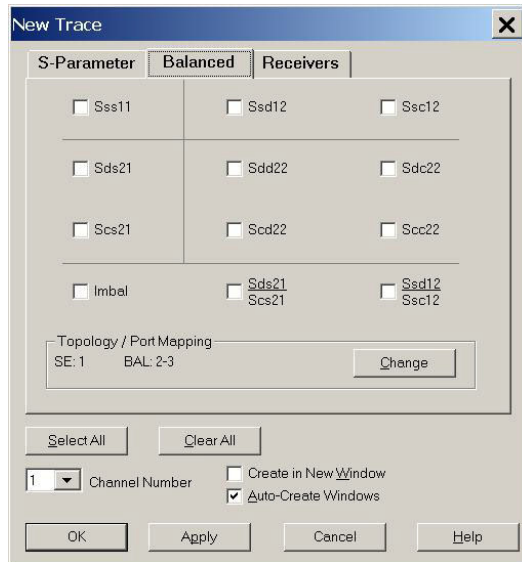 New Trace
S-Parameter Balanced Receivers
Sss11 Ssd12 Ssc12
Sds21 Sdd22 Sdc22
Scs21 Scd22 Scc22
Imbal Sds21 Ssd12
Scs21 Ssc12
Topology / Port Mapping
SE: 1 BAL: 2-3 Change
Select All Clear All
1 Channel Number Create in New Window
Auto-Create Windows
OK Apply Cancel Help